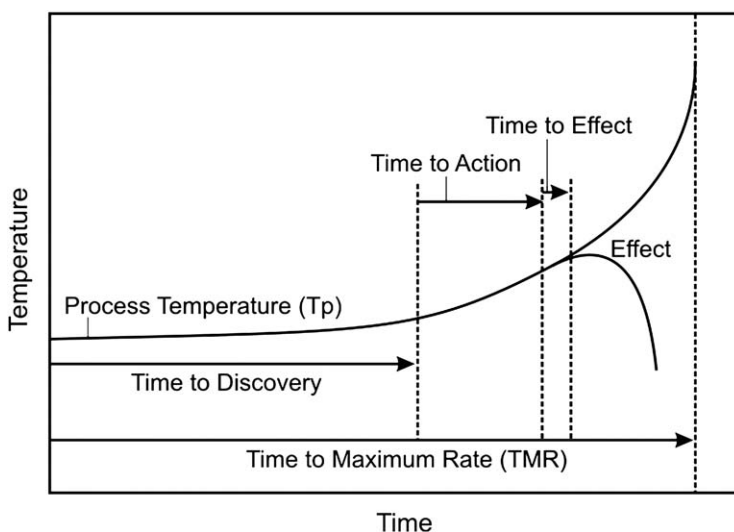 Time to Effect
Time to Action
Effect
Process Temperature (Tp)
Time to Discovery
Time to Maximum Rate (TMR)
Temperature
Time